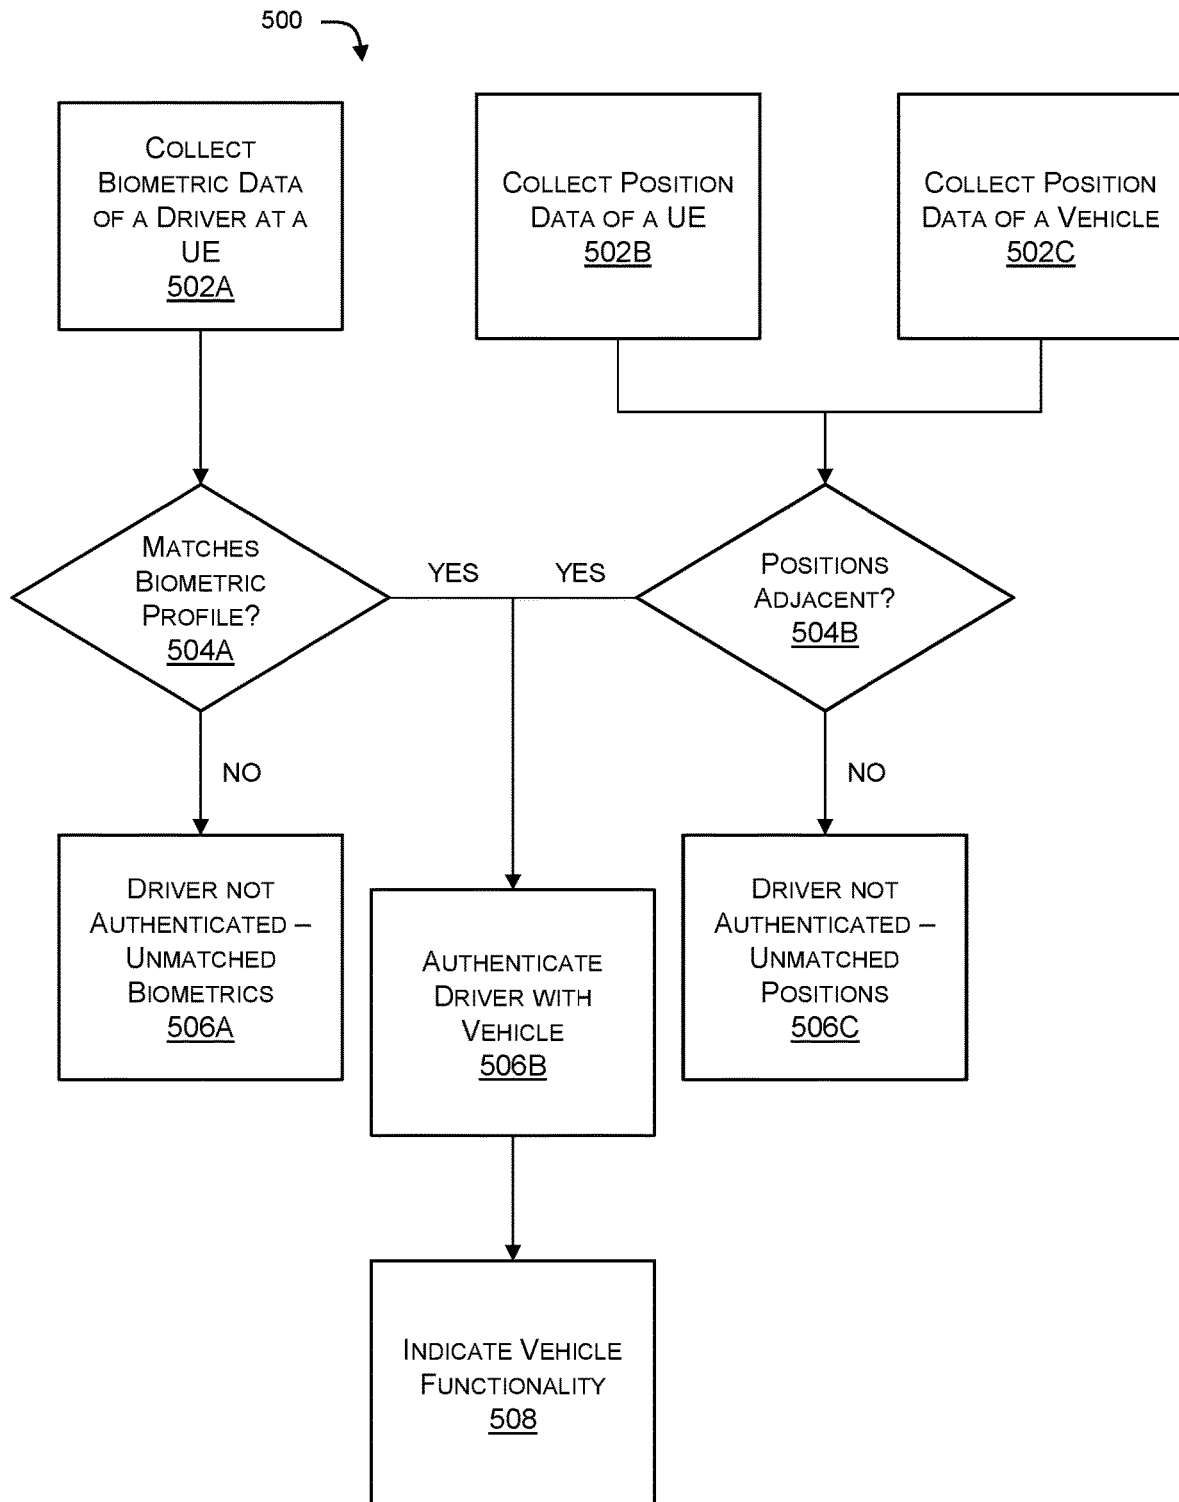 500
COLLECT
BIOMETRIC DATA
OF A DRIVER AT A
UE
502A
COLLECT POSITION
DATA OF A UE
502B
COLLECT POSITION
DATA OF A VEHICLE
502C
MATCHES
BIOMETRIC
PROFILE?
504A
YES
YES
POSITIONS
ADJACENT?
504B
NO
NO
DRIVER NOT
AUTHENTICATED –
UNMATCHED
BIOMETRICS
506A
AUTHENTICATE
DRIVER WITH
VEHICLE
506B
DRIVER NOT
AUTHENTICATED –
UNMATCHED
POSITIONS
506C
INDICATE VEHICLE
FUNCTIONALITY
508